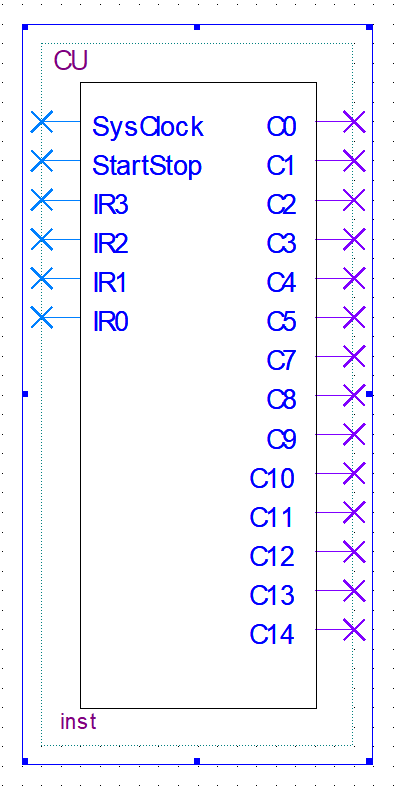 CU
SysClock C0
StartStop C1
IR3 C2
IR2 C3
IR1 C4
IR0 C5
C7
C8
C9
C10
C11
C12
C13
C14
inst